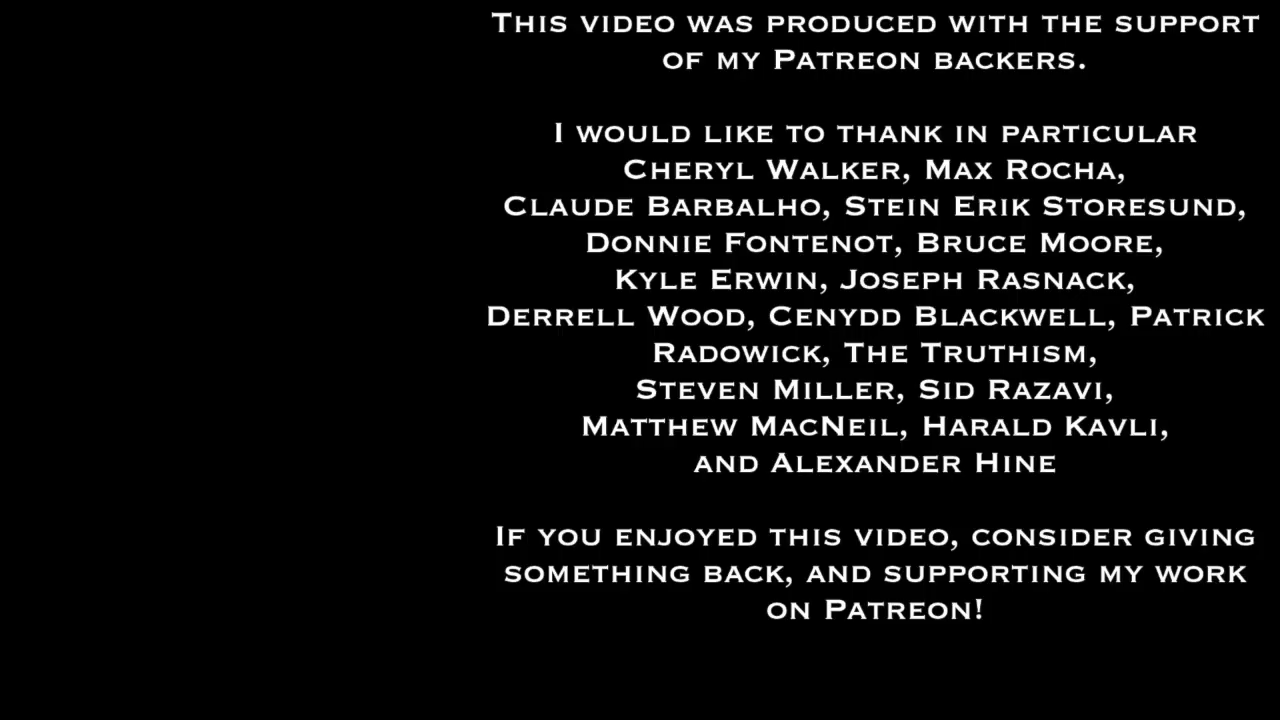 This video was produced with the support
of my Patreon backers.
I would like to thank in particular
Cheryl Walker, Max Rocha,
Claude Barbalho, Stein Erik Storesund,
Donnie Fontenot, Bruce Moore,
Kyle Erwin, Joseph Rasnack,
Derrell Wood, Cenydd Blackwell, Patrick
Radowick, The Truthism,
Steven Miller, Sid Razavi,
Matthew MacNeil, Harald Kavli,
and Alexander Hine
If you enjoyed this video, consider giving
something back, and supporting my work
on Patreon!